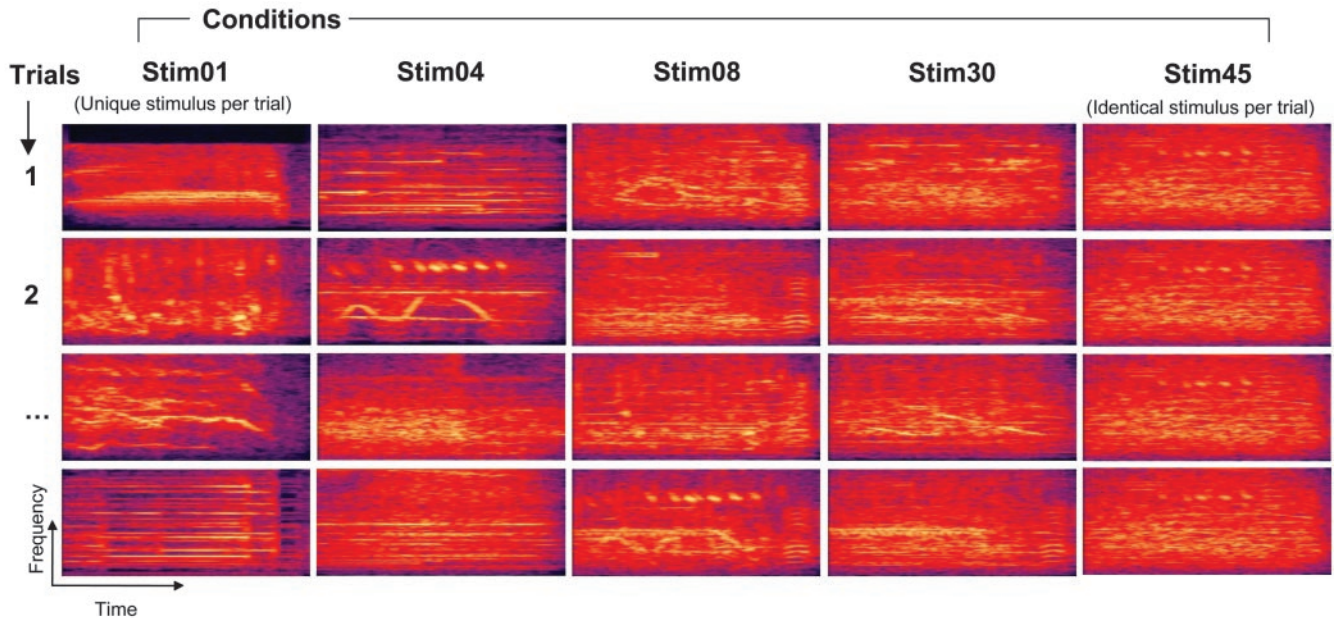 Conditions
Trials
Stim01
Stim04
Stim08
Stim30
Stim45
(Unique stimulus per trial)
(Identical stimulus per trial)
1
2
...
Frequency
Time